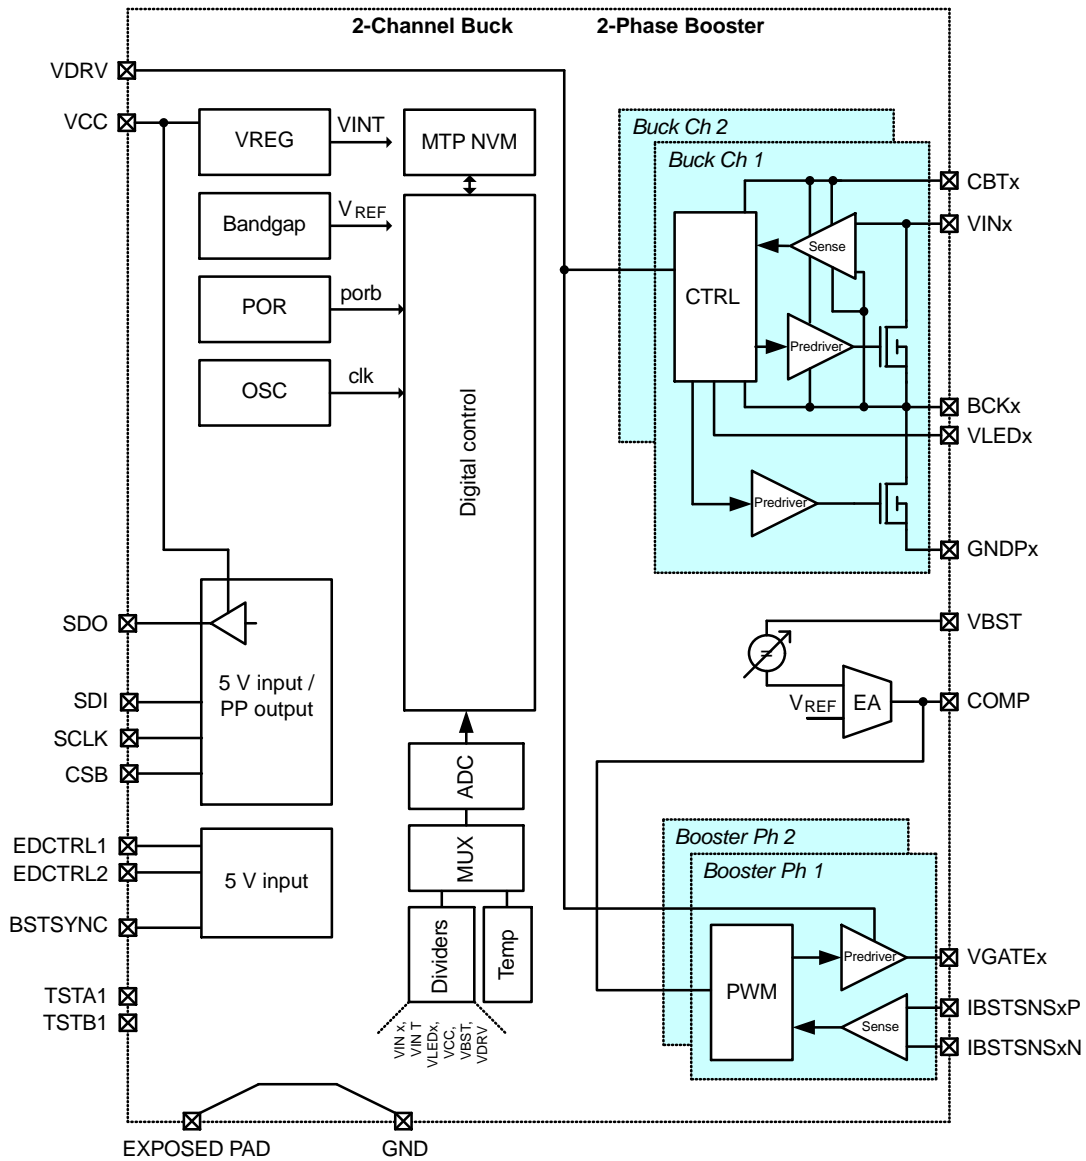 2-Channel Buck 2-Phase Booster
VDRV
VCC
VREG
VINT
MTP NVM
Bandgap
VREF
POR
porb
OSC
clk
Digital control
Buck Ch 2
Buck Ch 1
CTRL
Sense
Predriver
Predriver
CBTx
VINx
BCKx
VLEDx
GNDPx
SDO
SDI
SCLK
CSB
5 V input /
PP output
EDCTRL1
EDCTRL2
BSTSYNC
5 V input
TSTA1
TSTB1
ADC
MUX
Dividers
Temp
VIN x,
VIN T
VLEDx,
VCC,
VBST,
VDRV
VBST
=
VREF
EA
COMP
Booster Ph 2
Booster Ph 1
PWM
Predriver
Sense
VGATEx
IBSTSNSxP
IBSTSNSxN
EXPOSED PAD
GND